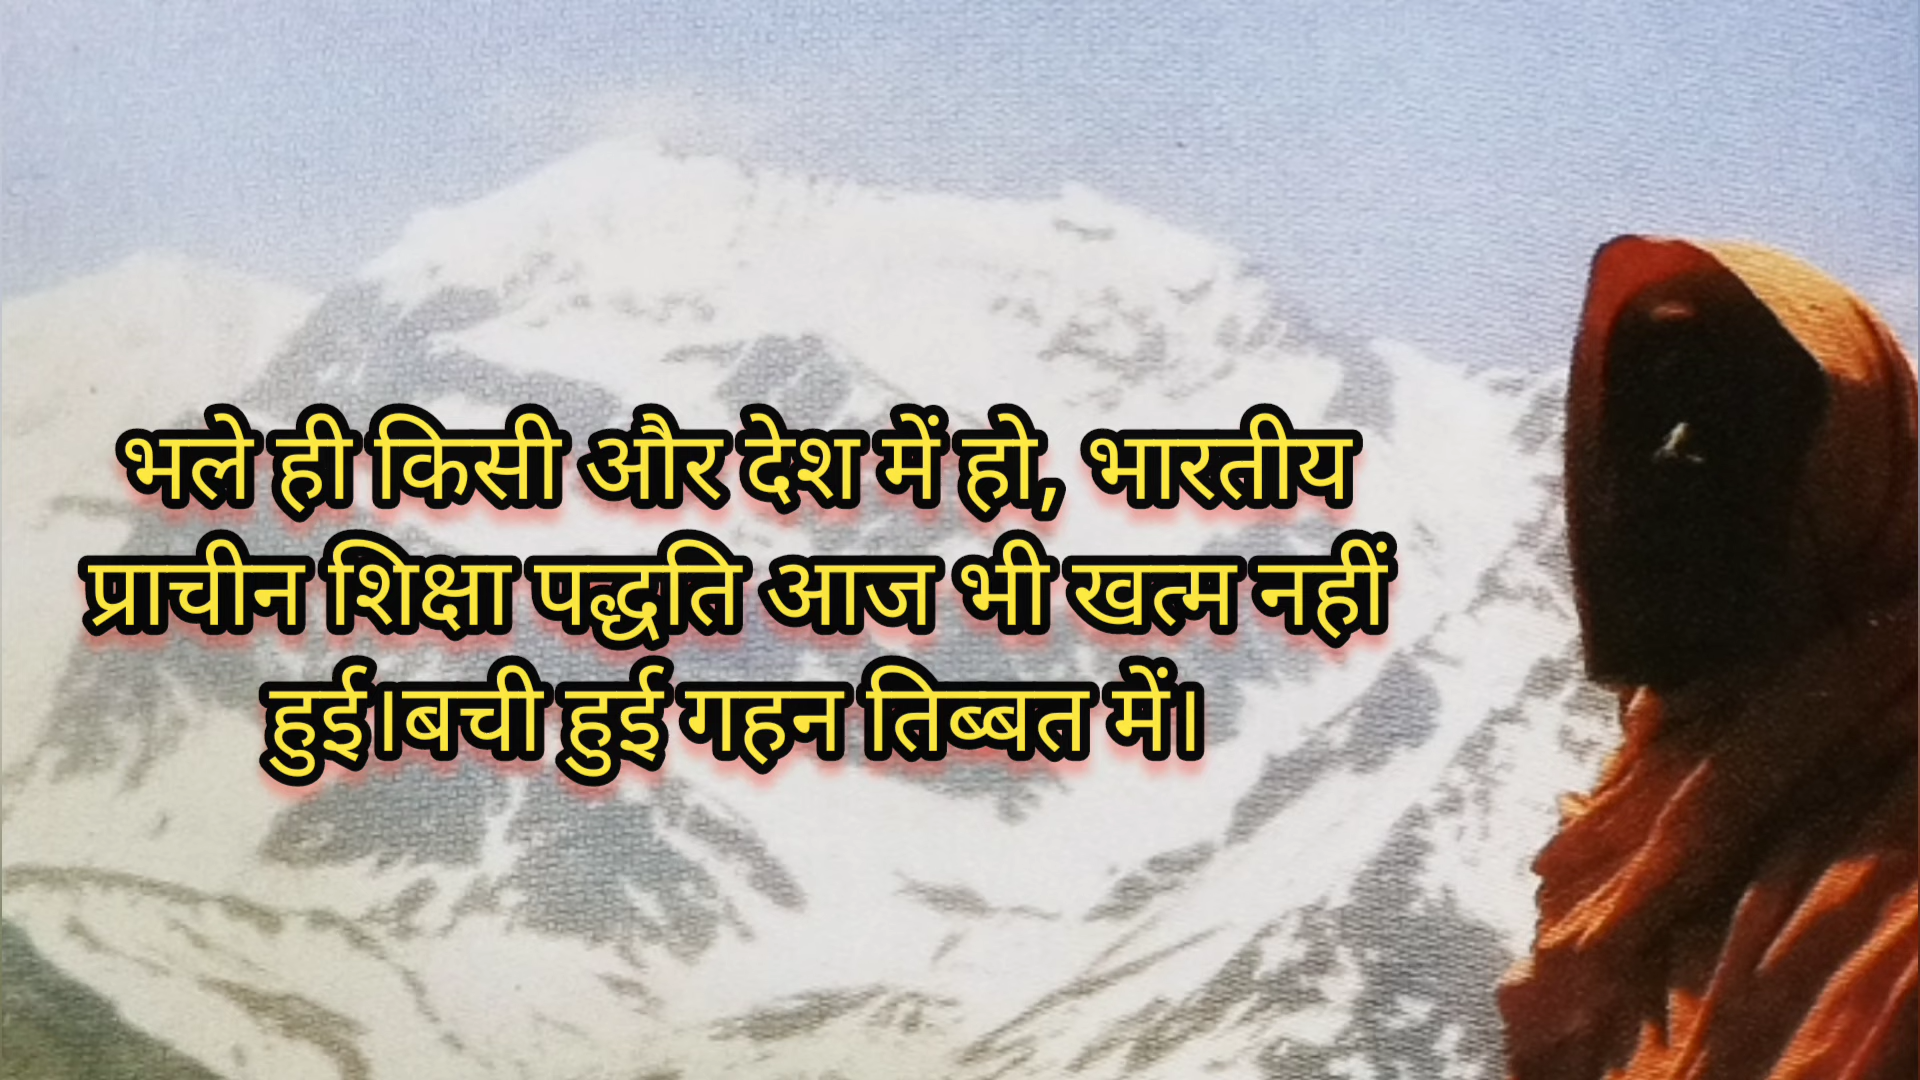 भले ही किसी और देश में हो, भारतीय
प्राचीन शिक्षा पद्धति आज भी खत्म नहीं
हुई।बची हुई गहन तिब्बत में।